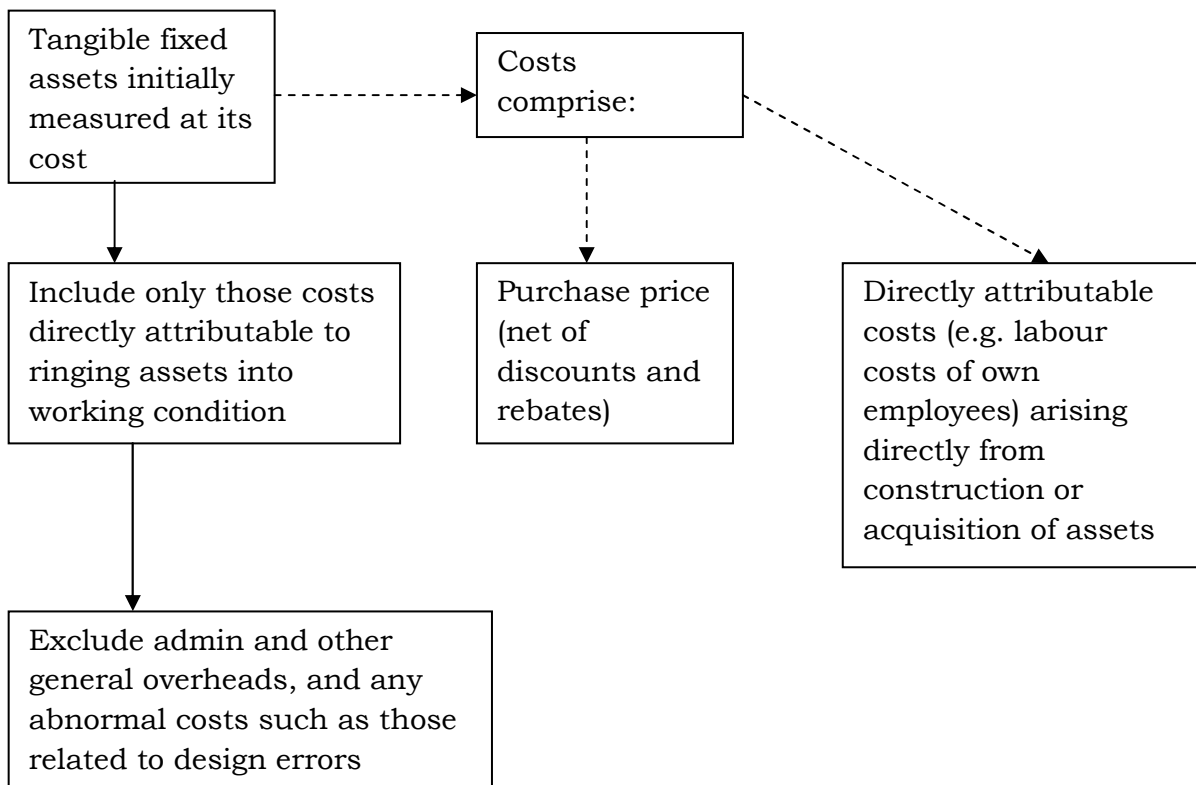 Tangible fixed
assets initially
measured at its
cost
Costs
comprise:
Include only those costs
directly attributable to
ringing assets into
working condition
Purchase price
(net of
discounts and
rebates)
Directly attributable
costs (e.g. labour
costs of own
employees) arising
directly from
construction or
acquisition of assets
Exclude admin and other
general overheads, and any
abnormal costs such as those
related to design errors